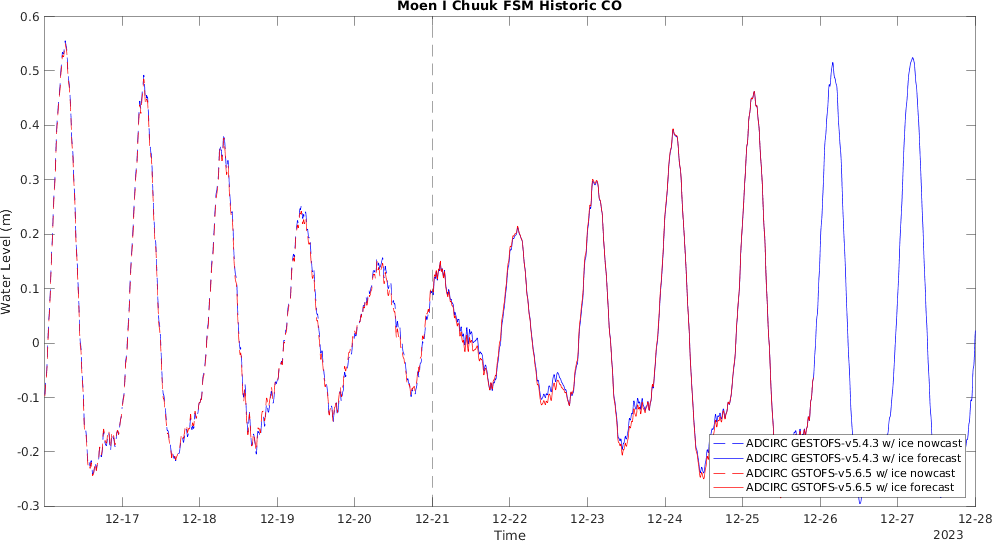 Moen I Chuuk FSM Historic CO
0.6
0.5
0.4
0.3
0.2
0.1
0
-0.1
-0.2
-0.3
Water Level (m)
ADCIRC GESTOFS-v5.4.3 w/ ice nowcast
ADCIRC GESTOFS-v5.4.3 w/ ice forecast
ADCIRC GSTOFS-v5.6.5 w/ ice nowcast
ADCIRC GSTOFS-v5.6.5 w/ ice forecast
12-17 12-18 12-19 12-20 12-21 12-22 12-23 12-24 12-25 12-26 12-27 12-28
Time
2023